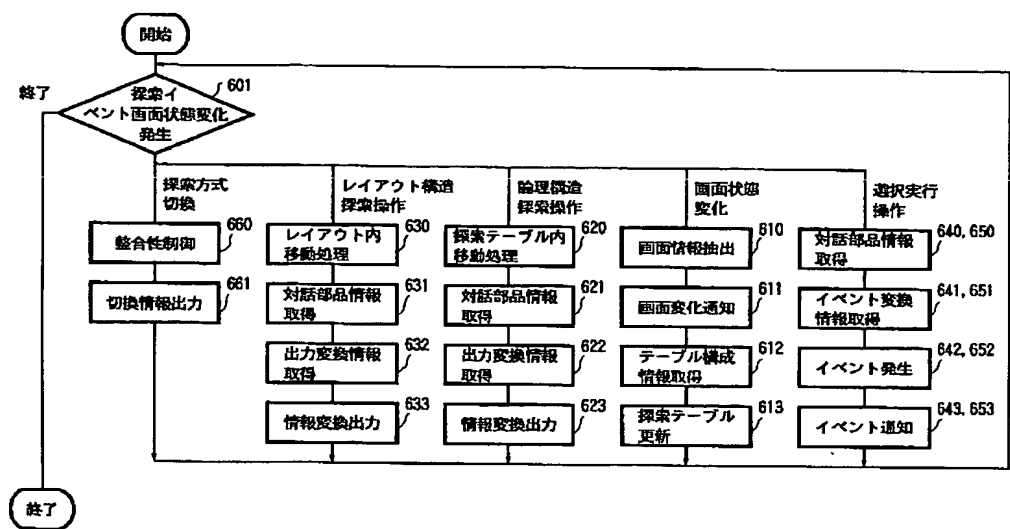 開始
終了
探索イ
ベント画面状態変化
発生
601
探索方式
切換
整合性制御
660
切換情報出力
661
レイアウト構造
探索操作
レイアウト内
移動処理
630
対話部品情報
取得
631
出力変換情報
取得
632
情報変換出力
633
論理構造
探索操作
探索テーブル内
移動処理
620
対話部品情報
取得
621
出力変換情報
取得
622
情報変換出力
623
画面状態
変化
画面情報抽出
610
画面変化通知
611
テーブル構成
情報取得
612
探索テーブル
更新
613
選択実行
操作
対話部品情報
取得
640, 650
イベント変換
情報取得
641, 651
イベント発生
642, 652
イベント通知
643, 653
終了